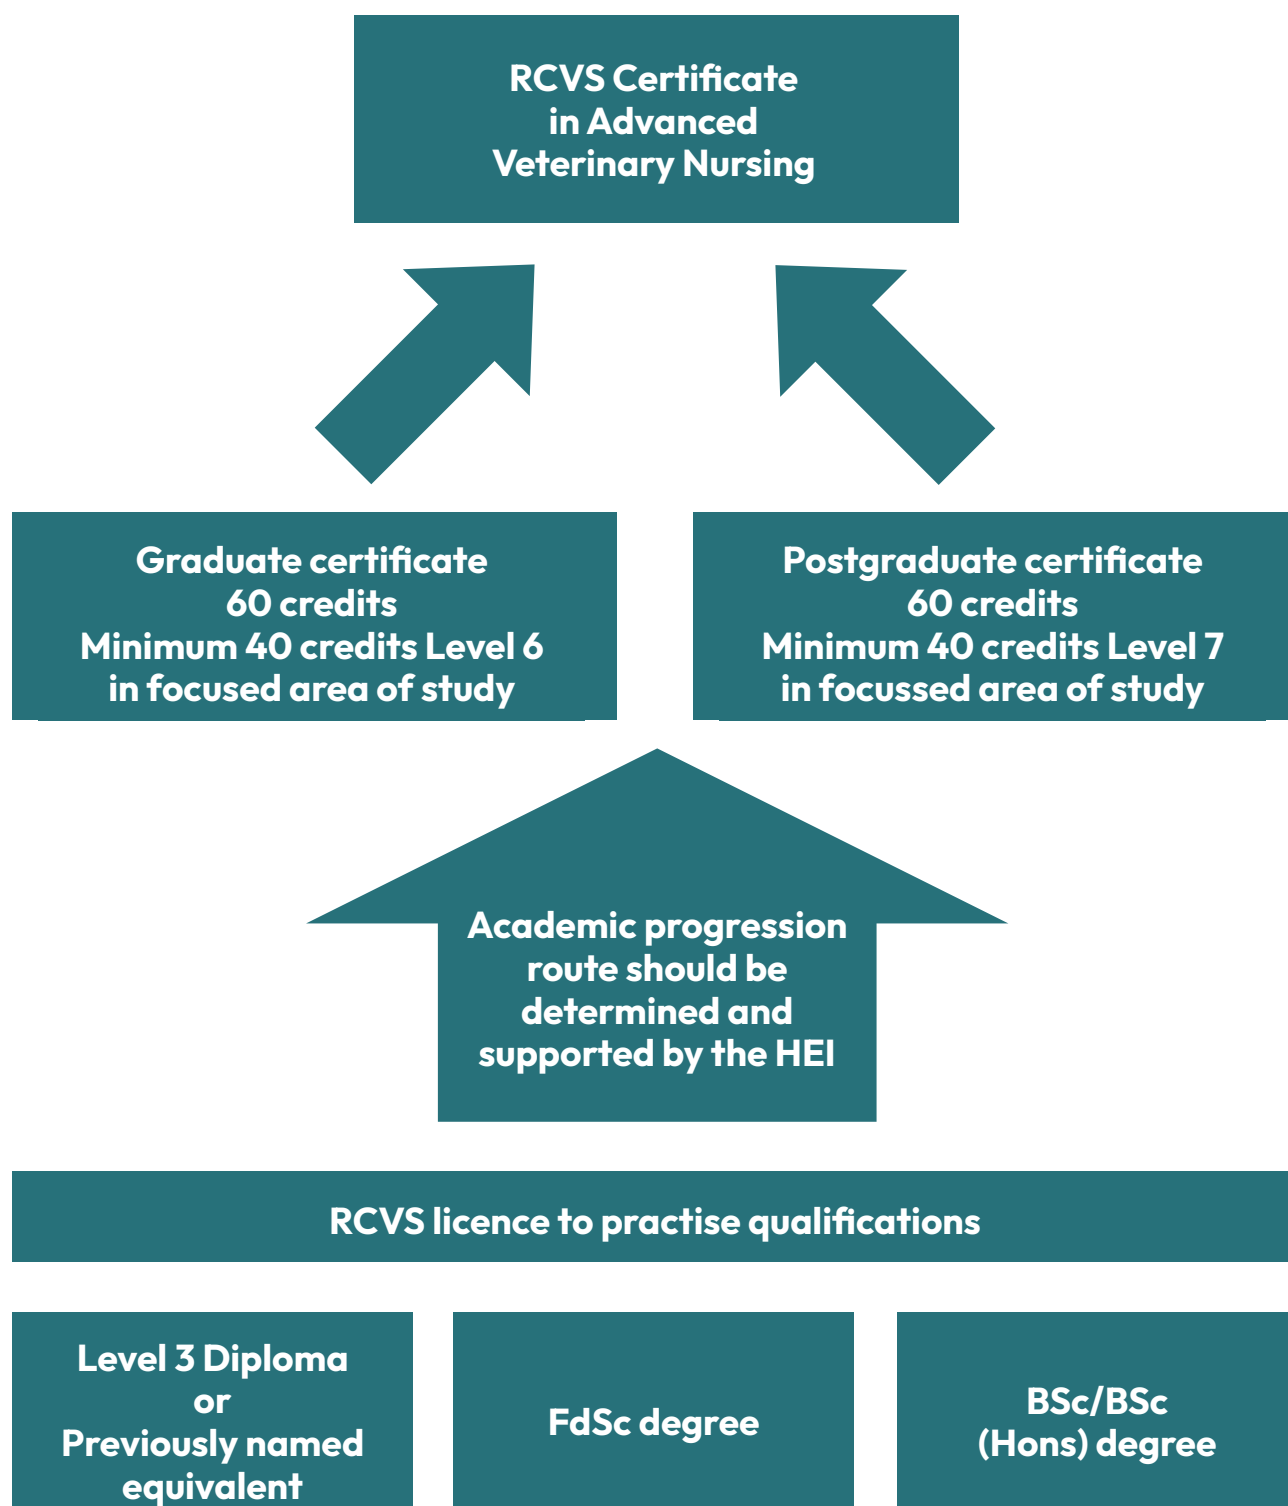 RCVS Certificate
in Advanced
Veterinary Nursing
Graduate certificate
60 credits
Minimum 40 credits Level 6
in focused area of study
Postgraduate certificate
60 credits
Minimum 40 credits Level 7
in focussed area of study
Academic progression
route should be
determined and
supported by the HEI
RCVS licence to practise qualifications
Level 3 Diploma
or
Previously named
equivalent
FdSc degree
BSc/BSc
(Hons) degree